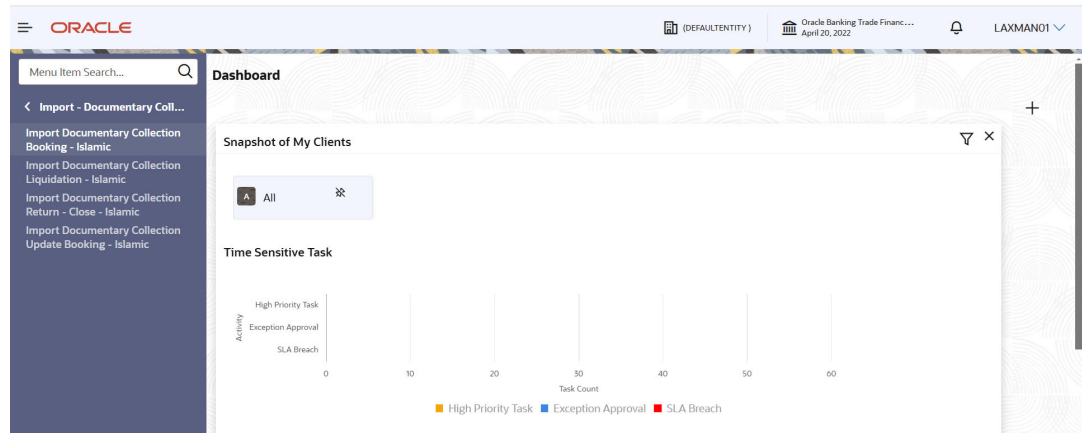 ORACLE
(DEFAULTENTITY )
Oracle Banking Trade Financ...
April 20, 2022
LAXMAN01
Menu Item Search...
Dashboard
Import - Documentary Coll...
Import Documentary Collection
Booking - Islamic
Import Documentary Collection
Liquidation - Islamic
Import Documentary Collection
Return - Close - Islamic
Import Documentary Collection
Update Booking - Islamic
Snapshot of My Clients
A All
Time Sensitive Task
Activity
High Priority Task
Exception Approval
SLA Breach
0 10 20 30 40 50 60
Task Count
High Priority Task Exception Approval SLA Breach